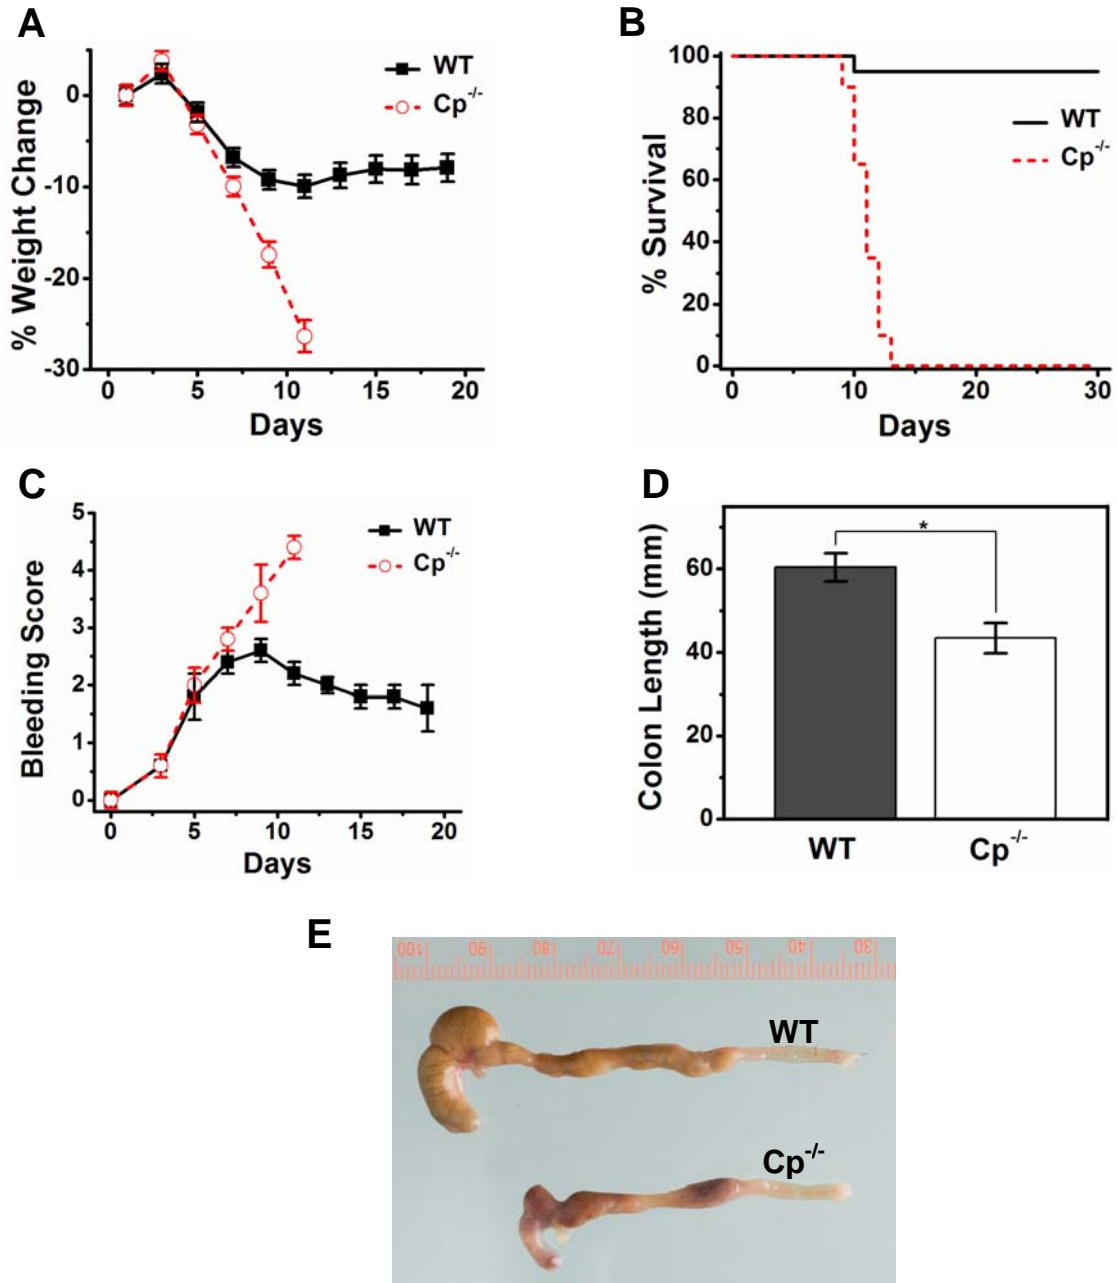 A
B
WT
Cp-/-
% Weight Change
0
-10
-20
-30
0
5
10
15
20
Days
% Survival
100
80
60
40
20
0
WT
Cp-/-
0
10
20
30
Days
C
D
Bleeding Score
5
4
3
2
1
0
WT
Cp-/-
0
5
10
15
20
Days
Colon Length (mm)
60
40
20
0
*
WT
Cp-/-
E
100
90
80
70
60
50
40
30
WT
Cp-/-